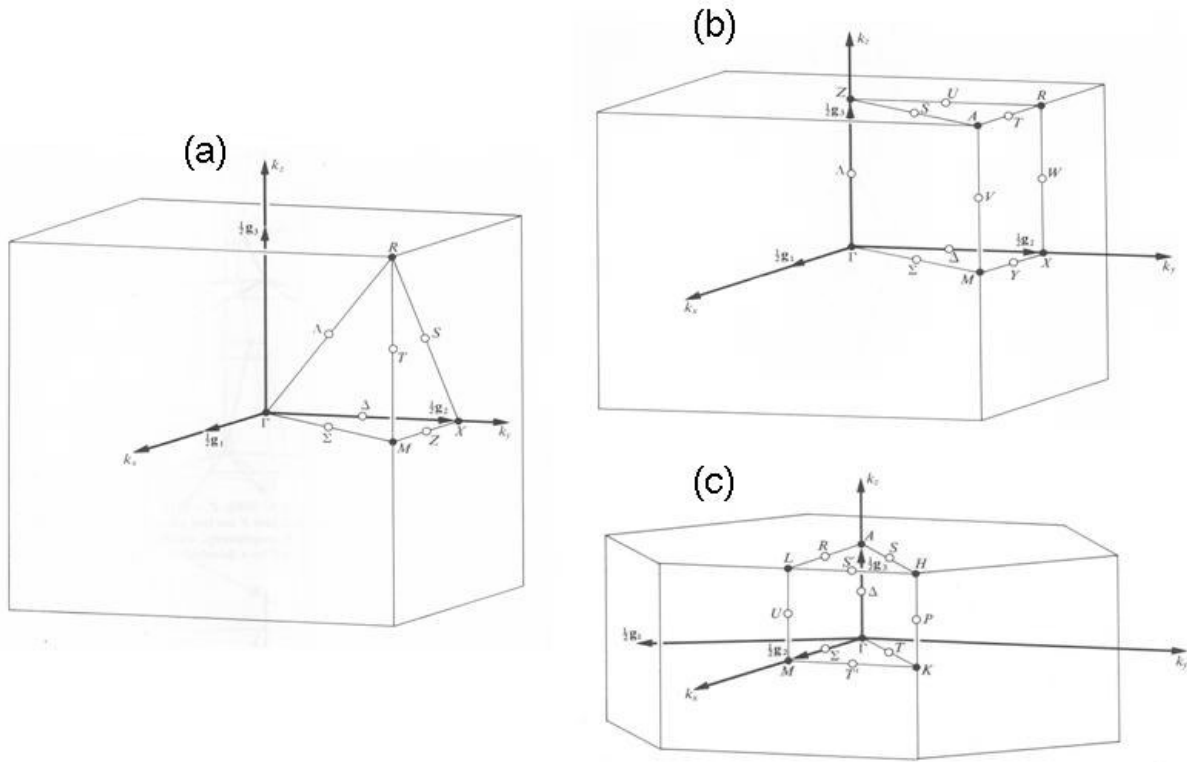 (a)
k_z
½g₃
R
Λ
S
T
Δ
½g₂
Γ
X
k_y
½g₁
Σ
M
Z
k_x
(b)
k_z
Z
U
R
½g₃
S
A
T
Λ
V
W
½g₂
½g₁
Γ
Δ
X
k_y
Σ
M
Y
k_x
(c)
k_z
A
L
R
S
H
S'
½g₃
Δ
U
P
½g₁
Γ
½g₂
Σ
T
k_y
M
T'
K
k_x